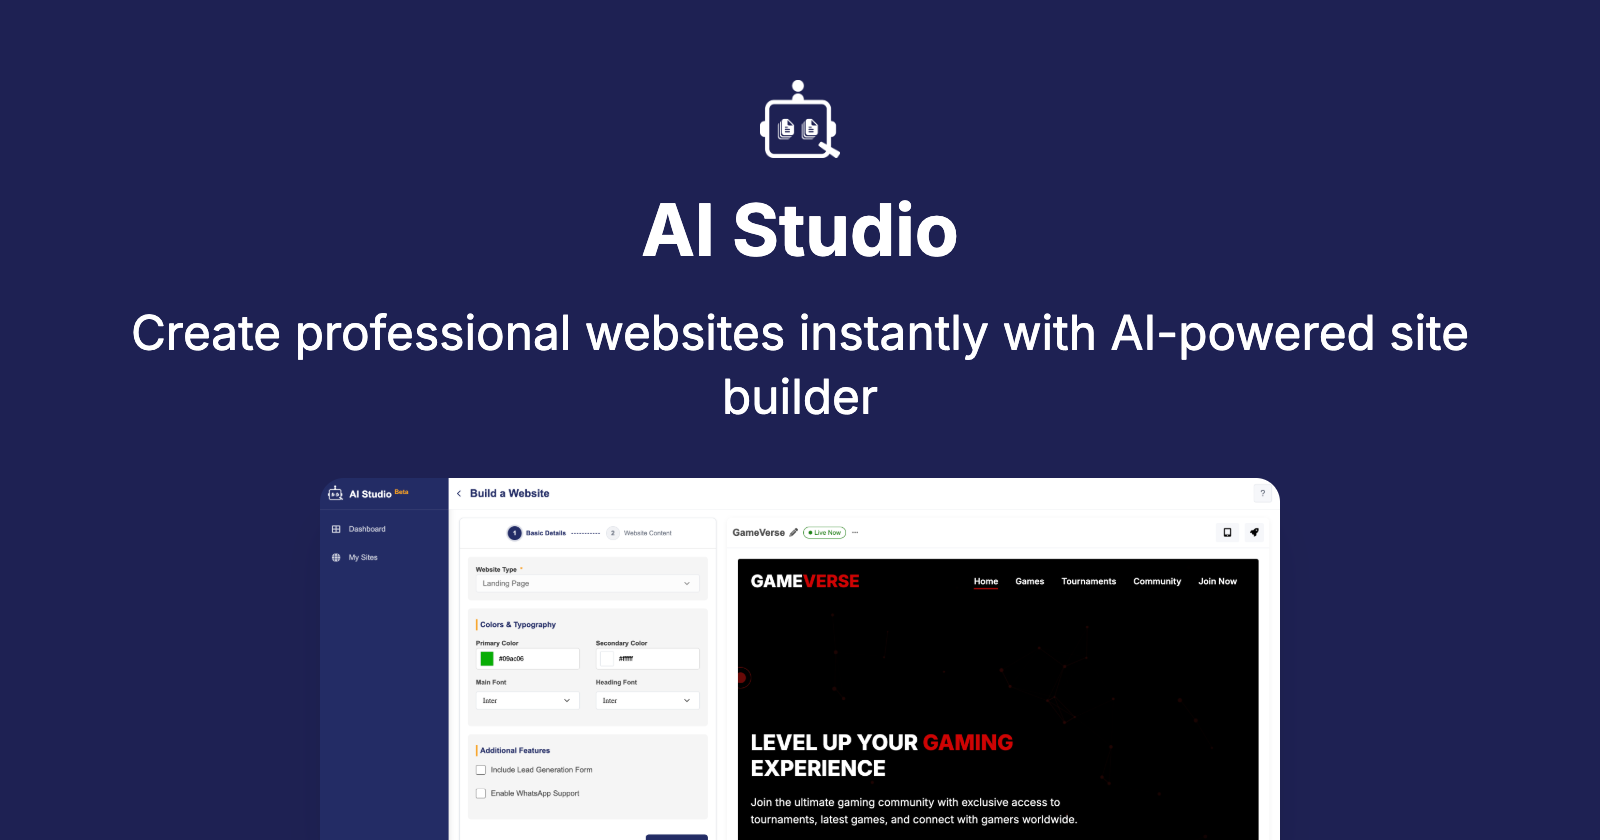 AI Studio
Create professional websites instantly with AI-powered site
builder
AI Studio Beta
Dashboard
My Sites
Build a Website
?
1 Basic Details
2 Website Content
Website Type *
Landing Page
Colors & Typography
Primary Color
Secondary Color
#09ac06
#ffffff
Main Font
Heading Font
Inter
Inter
Additional Features
Include Lead Generation Form
Enable WhatsApp Support
GameVerse
Live Now
GAMEVERSE
Home Games Tournaments Community Join Now
LEVEL UP YOUR GAMING
EXPERIENCE
Join the ultimate gaming community with exclusive access to
tournaments, latest games, and connect with gamers worldwide.